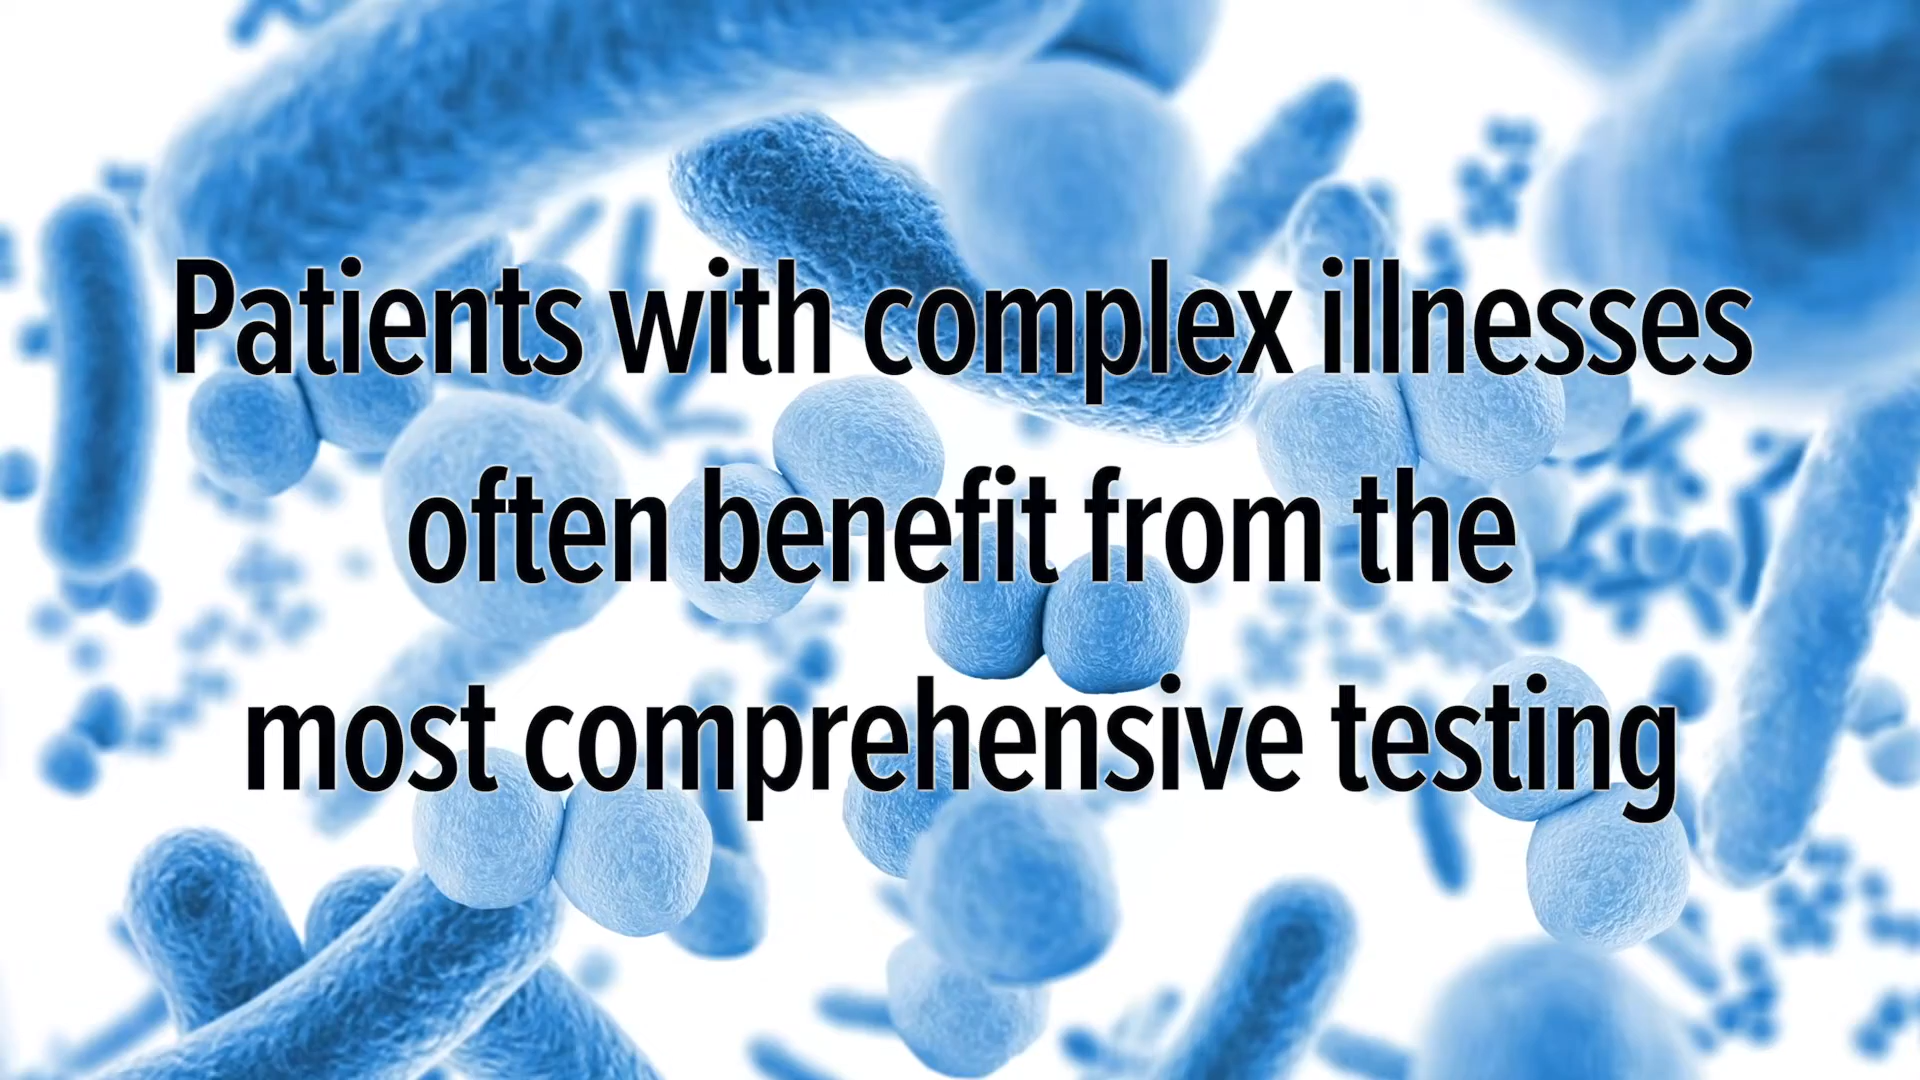 Patients with complex illnesses
often benefit from the
most comprehensive testing